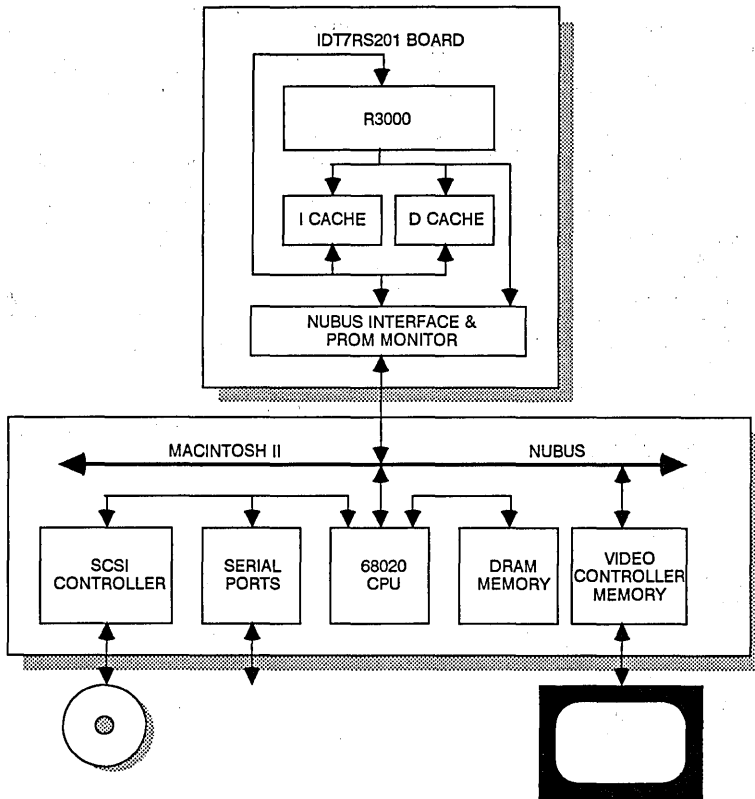 IDT7RS201 BOARD
R3000
I CACHE
D CACHE
NUBUS INTERFACE &
PROM MONITOR
MACINTOSH II
NUBUS
SCSI
CONTROLLER
SERIAL
PORTS
68020
CPU
DRAM
MEMORY
VIDEO
CONTROLLER
MEMORY